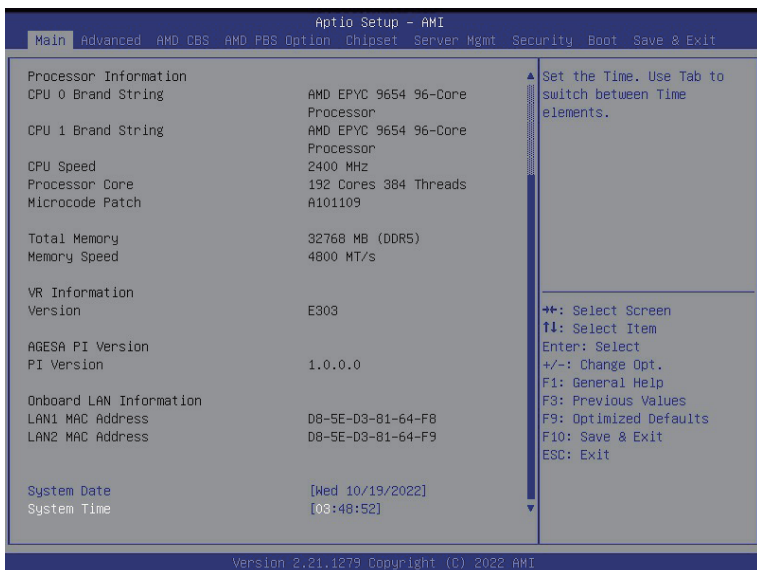 Aptio Setup - AMI
Main Advanced AMD CBS AMD PBS Option Chipset Server Mgmt Security Boot Save & Exit
Processor Information
CPU 0 Brand String AMD EPYC 9654 96-Core
Processor
CPU 1 Brand String AMD EPYC 9654 96-Core
Processor
CPU Speed 2400 MHz
Processor Core 192 Cores 384 Threads
Microcode Patch A101109
Total Memory 32768 MB (DDR5)
Memory Speed 4800 MT/s
VR Information
Version E303
AGESA PI Version
PI Version 1.0.0.0
Onboard LAN Information
LAN1 MAC Address D8-5E-D3-81-64-F8
LAN2 MAC Address D8-5E-D3-81-64-F9
System Date [Wed 10/19/2022]
System Time [03:48:52]
Set the Time. Use Tab to
switch between Time
elements.
→←: Select Screen
↑↓: Select Item
Enter: Select
+/-: Change Opt.
F1: General Help
F3: Previous Values
F9: Optimized Defaults
F10: Save & Exit
ESC: Exit
Version 2.21.1279 Copyright (C) 2022 AMI